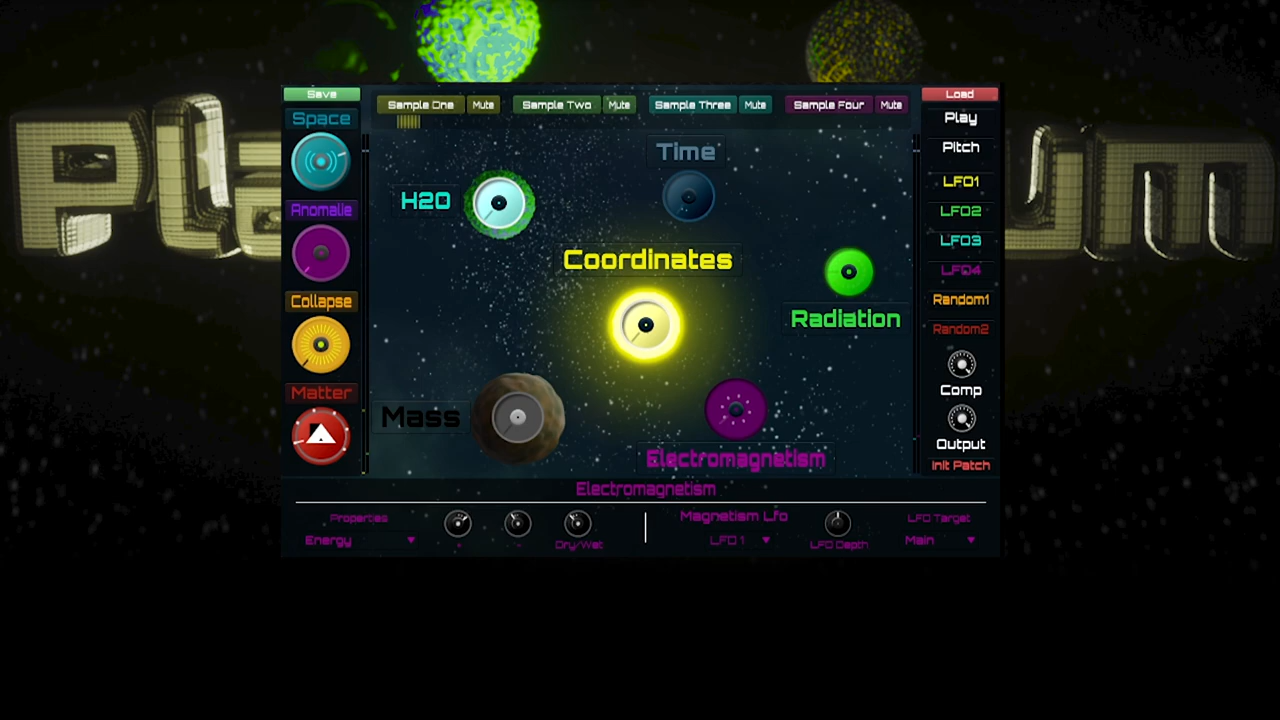 Save
Sample One
Mute
Sample Two
Mute
Sample Three
Mute
Sample Four
Mute
Load
Space
Anomalie
Collapse
Matter
Time
H2O
Coordinates
Radiation
Mass
Electromagnetism
Play
Pitch
LFO1
LFO2
LFO3
LFO4
Random1
Random2
Comp
Output
Init Patch
Electromagnetism
Properties
Energy
Dry/Wet
Magnetism Lfo
LFO 1
LFO Depth
LFO Target
Main